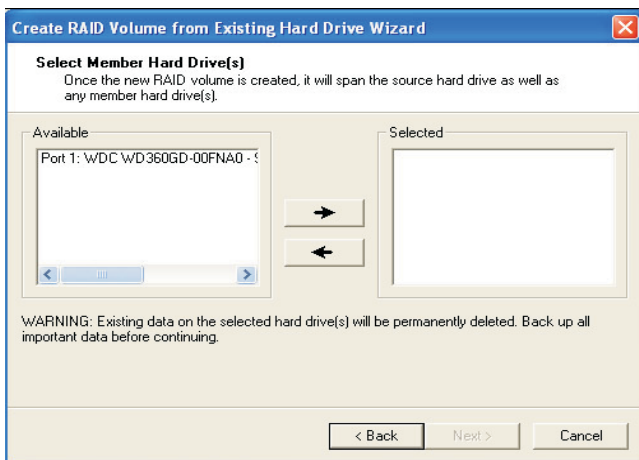 Create RAID Volume from Existing Hard Drive Wizard
Select Member Hard Drive(s)
Once the new RAID volume is created, it will span the source hard drive as well as
any member hard drive(s).
Available
Selected
Port 1: WDC WD360GD-00FNA0 -
WARNING: Existing data on the selected hard drive(s) will be permanently deleted. Back up all
important data before continuing.
< Back
Next >
Cancel